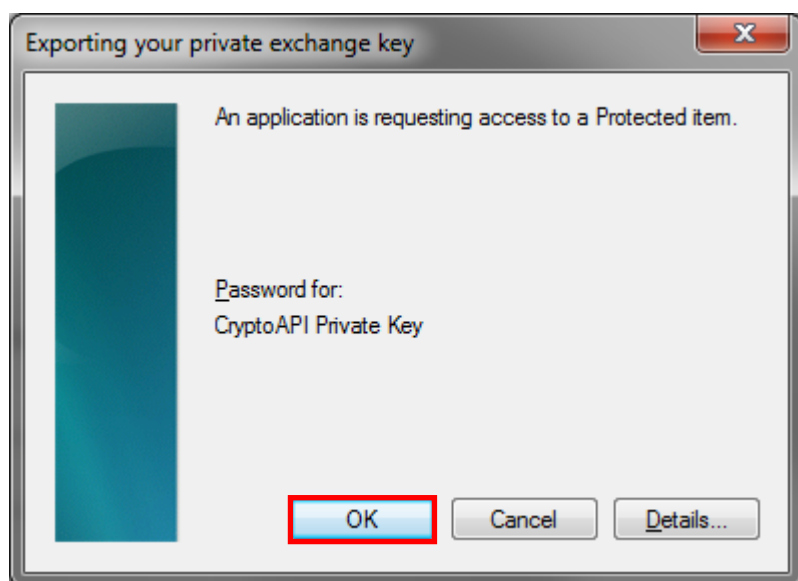 Exporting your private exchange key
An application is requesting access to a Protected item.
Password for:
CryptoAPI Private Key
OK Cancel Details...